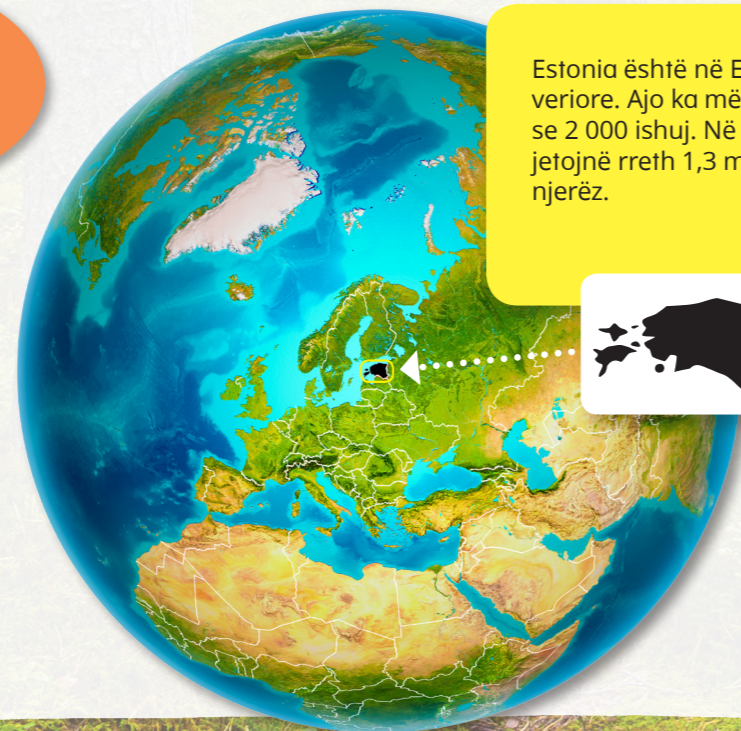 Estonia është në
veriore. Ajo ka më
se 2 000 ishuj. Në
jetojnë rreth 1,3
njerëz.